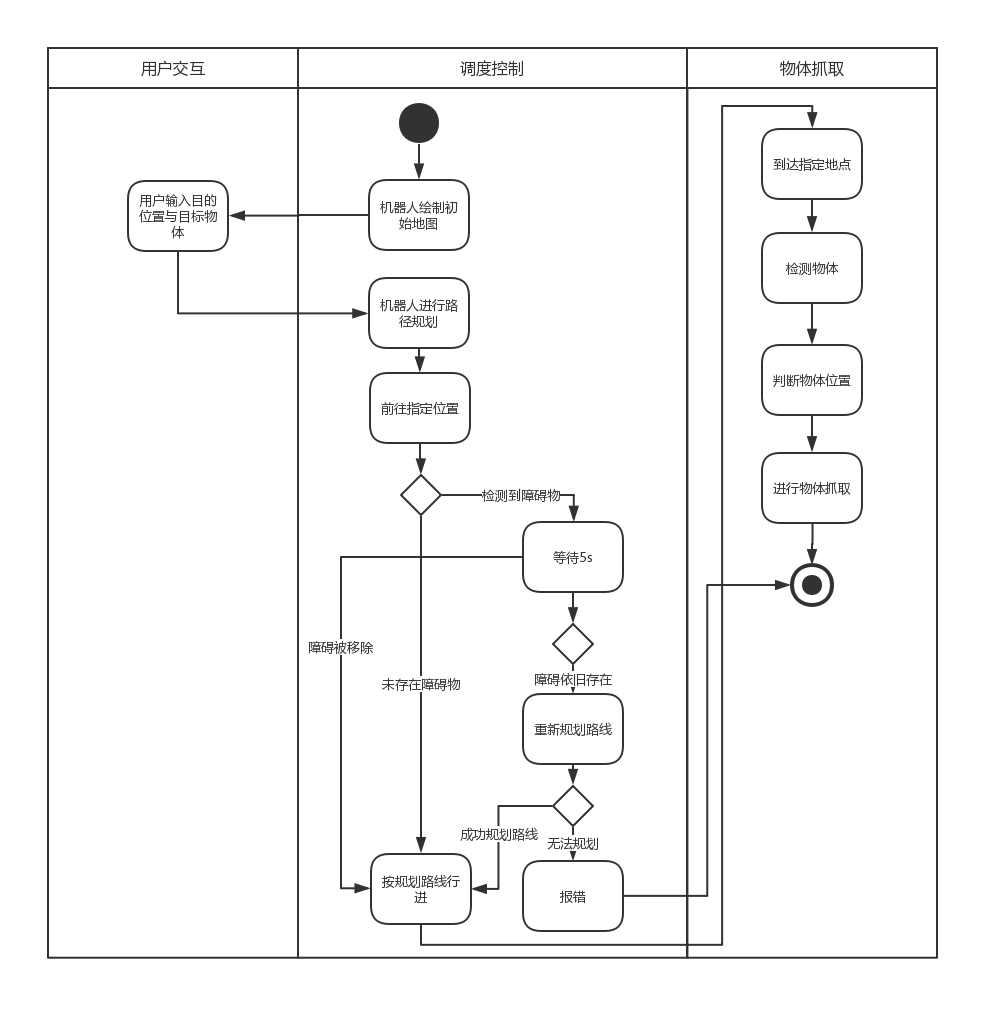 用户交互
调度控制
物体抓取
用户输入目的
位置与目标物
体
机器人绘制初
始地图
机器人进行路
径规划
前往指定位置
检测到障碍物
等待5s
障碍被移除
未存在障碍物
障碍依旧存在
重新规划路线
成功规划路线
无法规划
按规划路线行
进
报错
到达指定地点
检测物体
判断物体位置
进行物体抓取